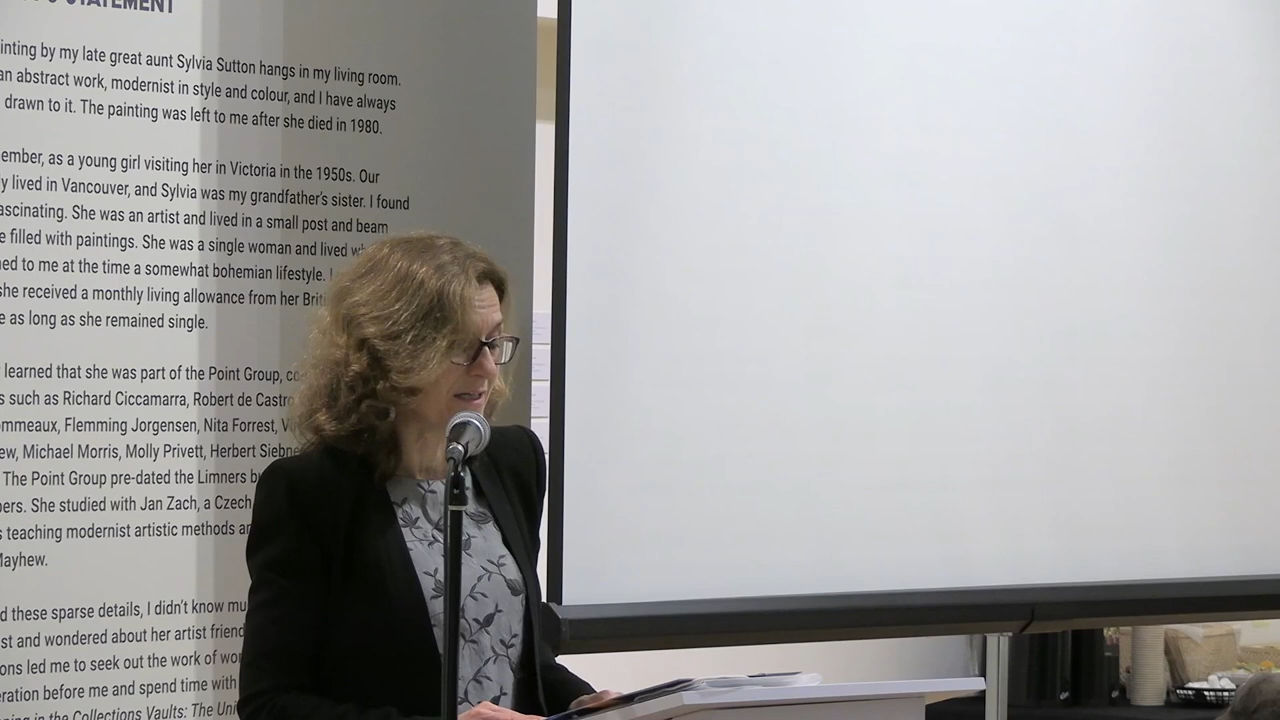 STATEMENT
inting by my late great aunt Sylvia Sutton hangs in my living room.
an abstract work, modernist in style and colour, and I have always
drawn to it. The painting was left to me after she died in 1980.
ember, as a young girl visiting her in Victoria in the 1950s. Our
y lived in Vancouver, and Sylvia was my grandfather's sister. I found
ascinating. She was an artist and lived in a small post and beam
e filled with paintings. She was a single woman and lived wh
ned to me at the time a somewhat bohemian lifestyle. I
she received a monthly living allowance from her Briti
e as long as she remained single.
learned that she was part of the Point Group, co
s such as Richard Ciccamarra, Robert de Castro
ommeaux, Flemming Jorgensen, Nita Forrest, V
ew, Michael Morris, Molly Privett, Herbert Siebne
The Point Group pre-dated the Limners bu
bers. She studied with Jan Zach, a Czech
s teaching modernist artistic methods an
Mayhew.
d these sparse details, I didn't know mu
st and wondered about her artist friend
ons led me to seek out the work of wo
eration before me and spend time with
ning in the Collections Vaults: The Uni